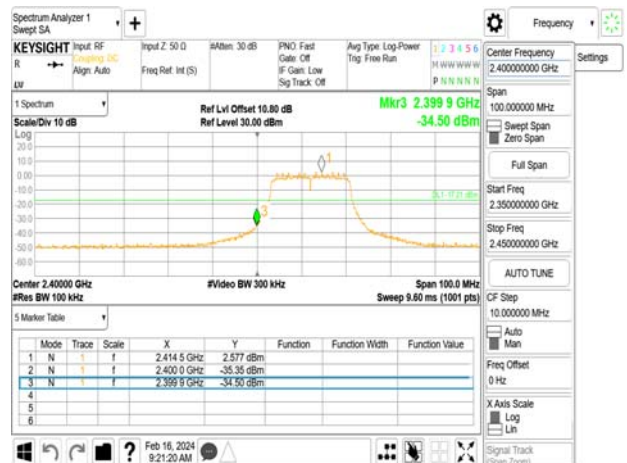 Spectrum Analyzer 1
Swept SA
Frequency
KEYSIGHT Input: RF Input Z: 50 Ω #Atten: 30 dB PNO: Fast Avg Type: Log-Power 1 2 3 4 5 6
R Coupling: DC Gate: Off Trig: Free Run M W W W W W
Align: Auto Freq Ref: Int (S) IF Gain: Low
Sig Track: Off P N N N N N
Center Frequency
2.400000000 GHz
Settings
Span
100.000000 MHz
Swept Span
Zero Span
Full Span
Start Freq
2.350000000 GHz
Stop Freq
2.450000000 GHz
AUTO TUNE
CF Step
10.000000 MHz
Auto
Man
Freq Offset
0 Hz
X Axis Scale
Log
Lin
Signal Track
(Span Zoom)
1 Spectrum
Ref Lvl Offset 10.80 dB
Mkr3 2.399 9 GHz
Scale/Div 10 dB
Ref Level 30.00 dBm
-34.50 dBm
Log
20.0
10.0
0.00
-10.0
-20.0
-30.0
-40.0
-50.0
-60.0
1
3
Center 2.40000 GHz #Video BW 300 kHz Span 100.0 MHz
#Res BW 100 kHz Sweep 9.60 ms (1001 pts)
5 Marker Table
Mode Trace Scale X Y Function Function Width Function Value
1 N 1 f 2.414 5 GHz 2.577 dBm
2 N 1 f 2.400 0 GHz -35.35 dBm
3 N 1 f 2.399 9 GHz -34.50 dBm
4
5
6
?
Feb 16, 2024
9:21:20 AM